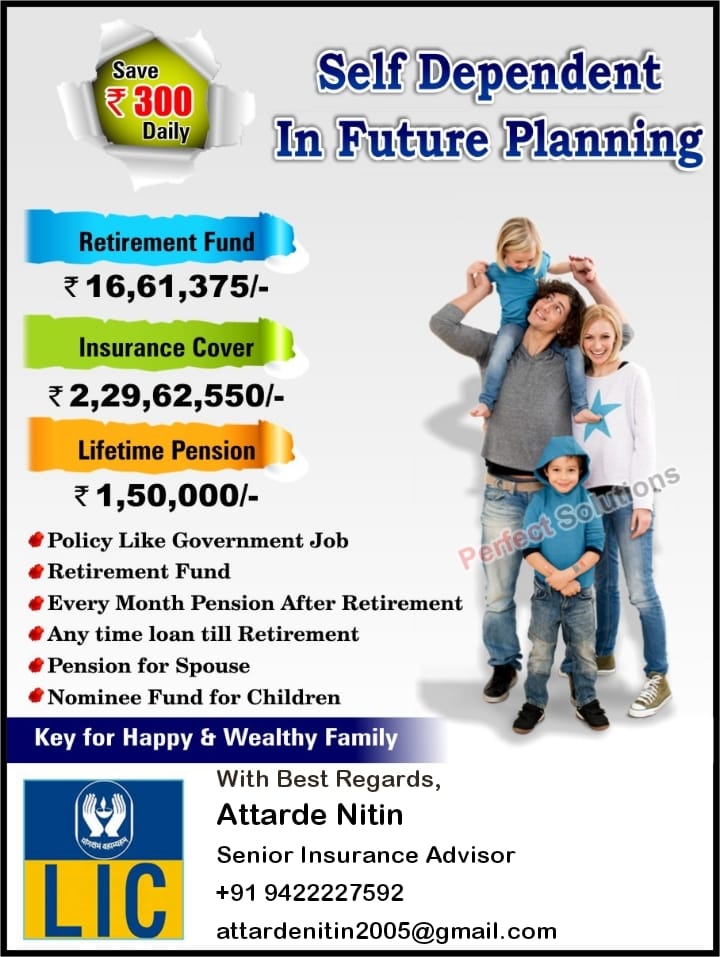 Save
₹ 300
Daily
Self Dependent
In Future Planning
Retirement Fund
₹ 16,61,375/-
Insurance Cover
₹ 2,29,62,550/-
Lifetime Pension
₹ 1,50,000/-
Policy Like Government Job
Retirement Fund
Every Month Pension After Retirement
Any time loan till Retirement
Pension for Spouse
Nominee Fund for Children
Perfect Solutions
Key for Happy & Wealthy Family
With Best Regards,
Attarde Nitin
Senior Insurance Advisor
+91 9422227592
attardenitin2005@gmail.com
योगक्षेमं वहाम्यहम्
LIC